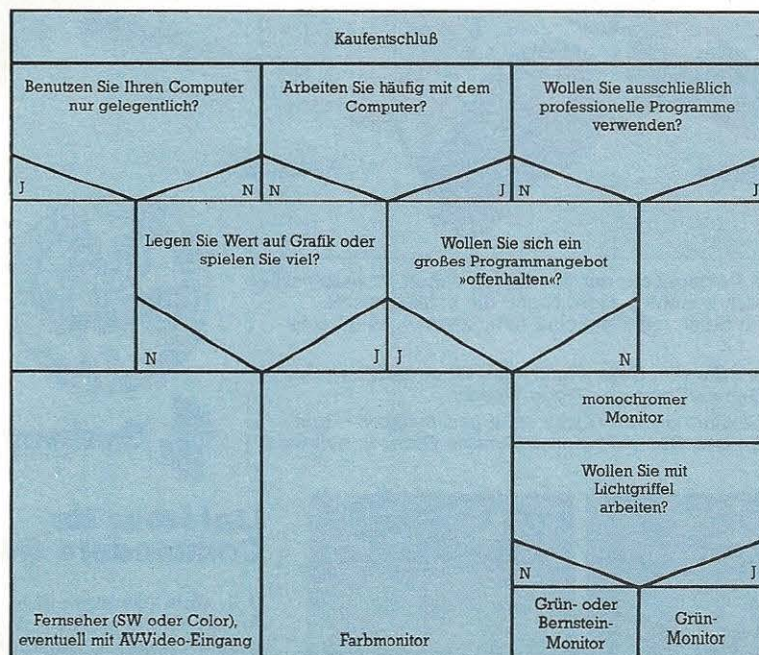 Kaufentschluß
Benutzen Sie Ihren Computer
nur gelegentlich?
Arbeiten Sie häufig mit dem
Computer?
Wollen Sie ausschließlich
professionelle Programme
verwenden?
J
N
N
J
N
J
Legen Sie Wert auf Grafik oder
spielen Sie viel?
Wollen Sie sich ein
großes Programmangebot
»offenhalten«?
N
J
J
N
monochromer
Monitor
Wollen Sie mit
Lichtgriffel
arbeiten?
N
J
Fernseher (SW oder Color),
eventuell mit AV-Video-Eingang
Farbmonitor
Grün- oder
Bernstein-
Monitor
Grün-
Monitor